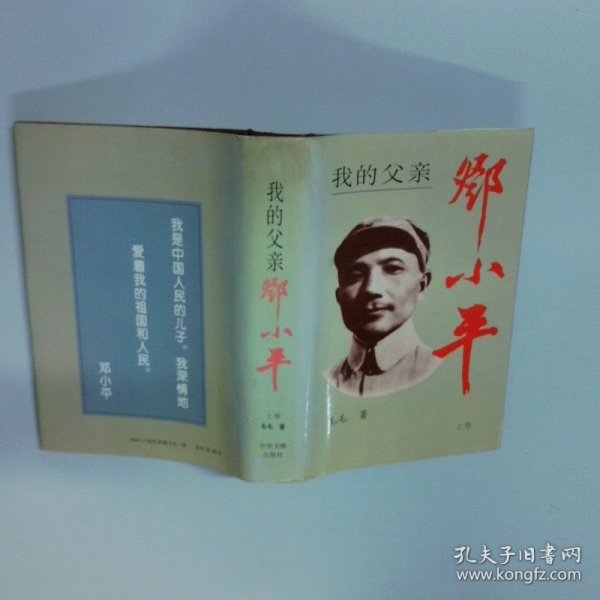 我是中国人民的儿子。我深情地
爱着我的祖国和人民。
邓小平
我的父亲
鄧小平
上卷
毛毛 著
中央文献
出版社
我的父亲
鄧小平
毛毛 著
上卷
孔夫子旧书网
www.kongfz.com